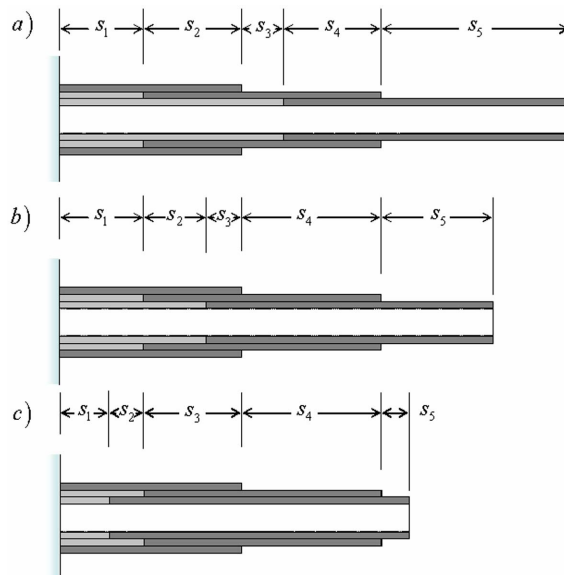 a) s₁ s₂ s₃ s₄ s₅
b) s₁ s₂ s₃ s₄ s₅
c) s₁ s₂ s₃ s₄ s₅